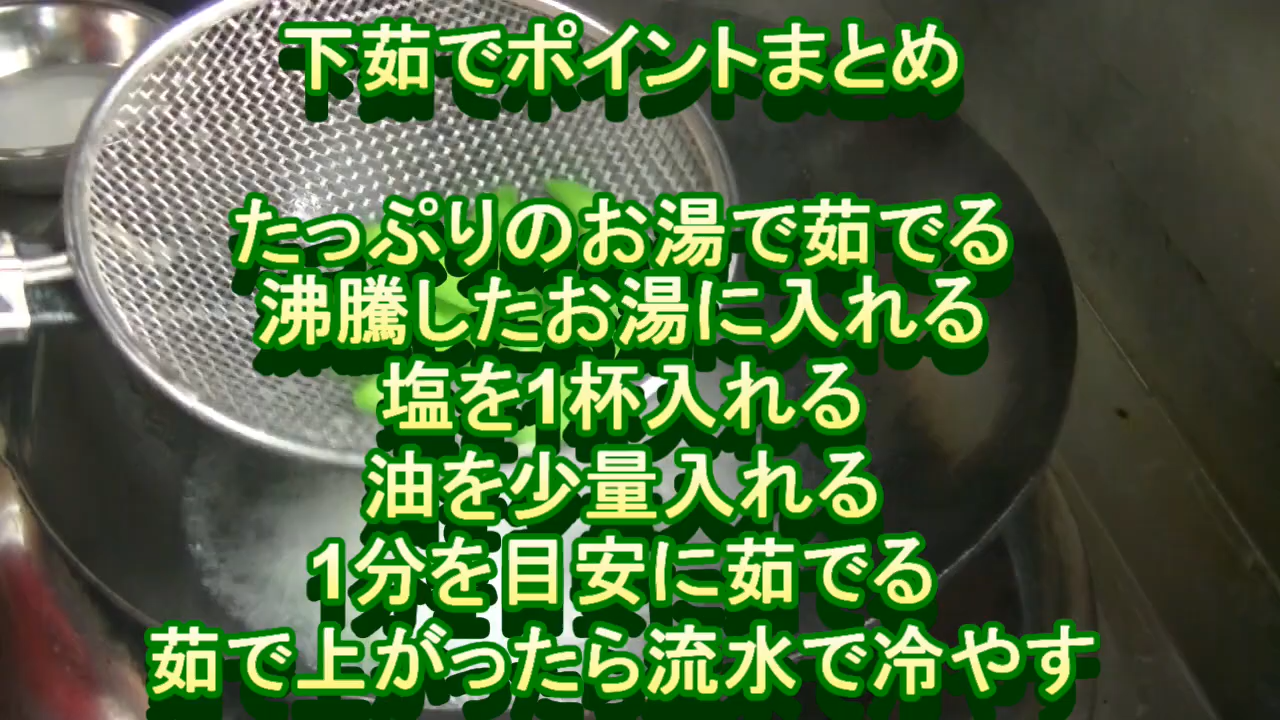 下茹でポイントまとめ
たっぷりのお湯で茹でる
沸騰したお湯に入れる
塩を1杯入れる
油を少量入れる
1分を目安に茹でる
茹で上がったら流水で冷やす